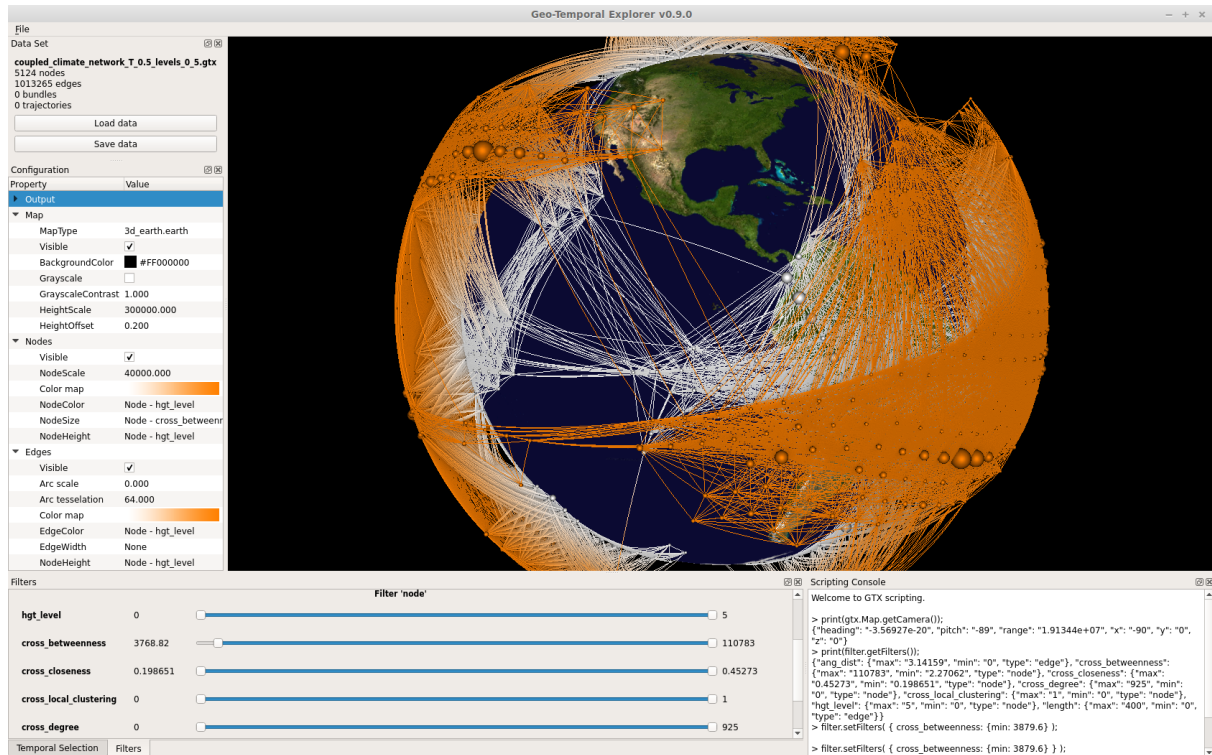 Geo-Temporal Explorer v0.9.0
File
Data Set
coupled_climate_network_T_0.5_levels_0_5.gtx
5124 nodes
1013265 edges
0 bundles
0 trajectories
Load data
Save data
Configuration
Property Value
Output
Map
MapType 3d_earth.earth
Visible
BackgroundColor #FF000000
Grayscale
GrayscaleContrast 1.000
HeightScale 300000.000
HeightOffset 0.200
Nodes
Visible
NodeScale 40000.000
Color map
NodeColor Node - hgt_level
NodeSize Node - cross_betweenr
NodeHeight Node - hgt_level
Edges
Visible
Arc scale 0.000
Arc tesselation 64.000
Color map
EdgeColor Node - hgt_level
EdgeWidth None
NodeHeight Node - hgt_level
Filters
Filter 'node'
hgt_level 0 5
cross_betweenness 3768.82 110783
cross_closeness 0.198651 0.45273
cross_local_clustering 0 1
cross_degree 0 925
Temporal Selection Filters
Scripting Console
Welcome to GTX scripting.
> print(gtx.Map.getCamera());
{"heading": "-3.56927e-20", "pitch": "-89", "range": "1.91344e+07", "x": "-90", "y": "0",
"z": "0"}
> print(filter.getFilters());
{"ang_dist": {"max": "3.14159", "min": "0", "type": "edge"}, "cross_betweenness":
{"max": "110783", "min": "2.27062", "type": "node"}, "cross_closeness": {"max":
"0.45273", "min": "0.198651", "type": "node"}, "cross_degree": {"max": "925", "min":
"0", "type": "node"}, "cross_local_clustering": {"max": "1", "min": "0", "type": "node"},
"hgt_level": {"max": "5", "min": "0", "type": "node"}, "length": {"max": "400", "min": "0",
"type": "edge"}}
> filter.setFilters( { cross_betweenness: {min: 3879.6} );
> filter.setFilters( { cross_betweenness: {min: 3879.6} } );